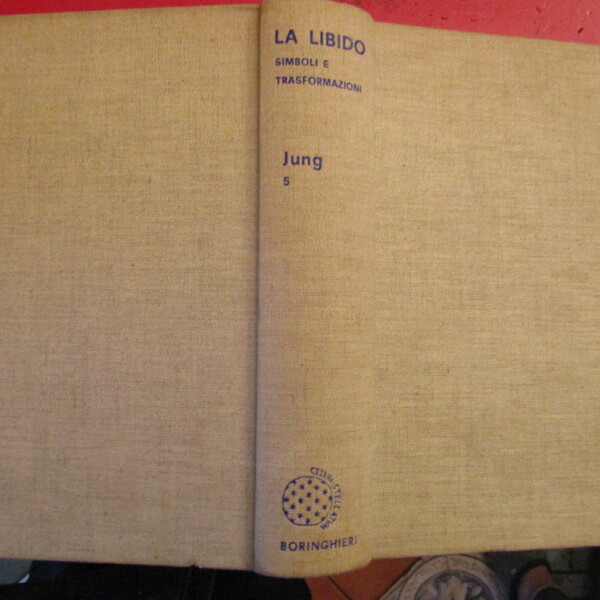 LA LIBIDO
SIMBOLI E
TRASFORMAZIONI
Jung
5
BORINGHIERI